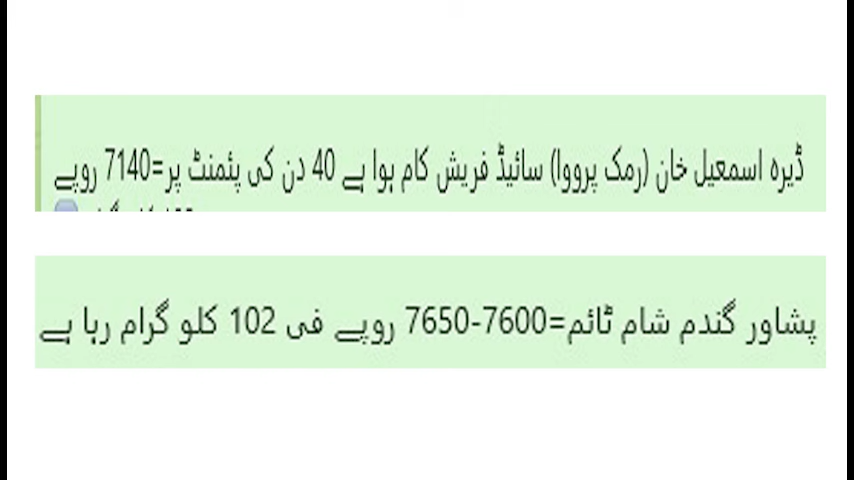 ڈیرہ اسمعیل خان (رمک پرووا) سائیڈ فریش کام ہوا ہے 40 دن کی پئمنٹ پر=7140 روپے
پشاور گندم شام ٹائم=7600-7650 روپے فی 102 کلو گرام رہا ہے